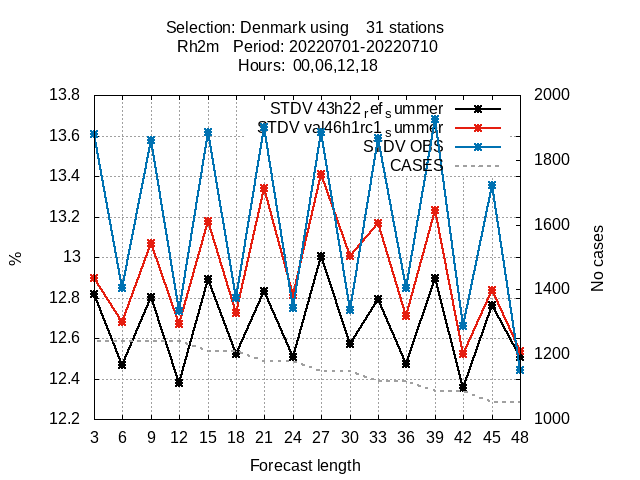 Selection: Denmark using 31 stations
Rh2m Period: 20220701-20220710
Hours: 00,06,12,18
STDV 43h22_ref_summer
STDV val46h1rc1_summer
STDV OBS
CASES
13.8
13.6
13.4
13.2
13
12.8
12.6
12.4
12.2
%
2000
1800
1600
1400
1200
1000
No cases
3 6 9 12 15 18 21 24 27 30 33 36 39 42 45 48
Forecast length